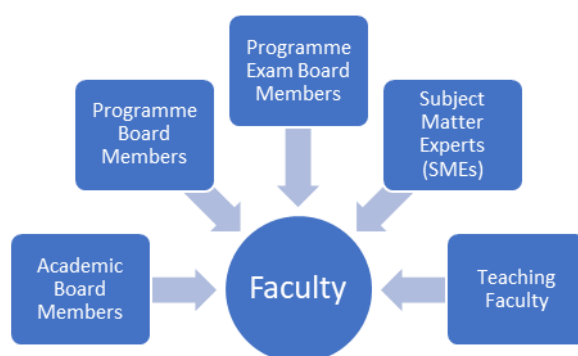 Programme
Exam Board
Members
Programme
Board
Members
Subject
Matter
Experts
(SMEs)
Academic
Board
Members
Faculty
Teaching
Faculty